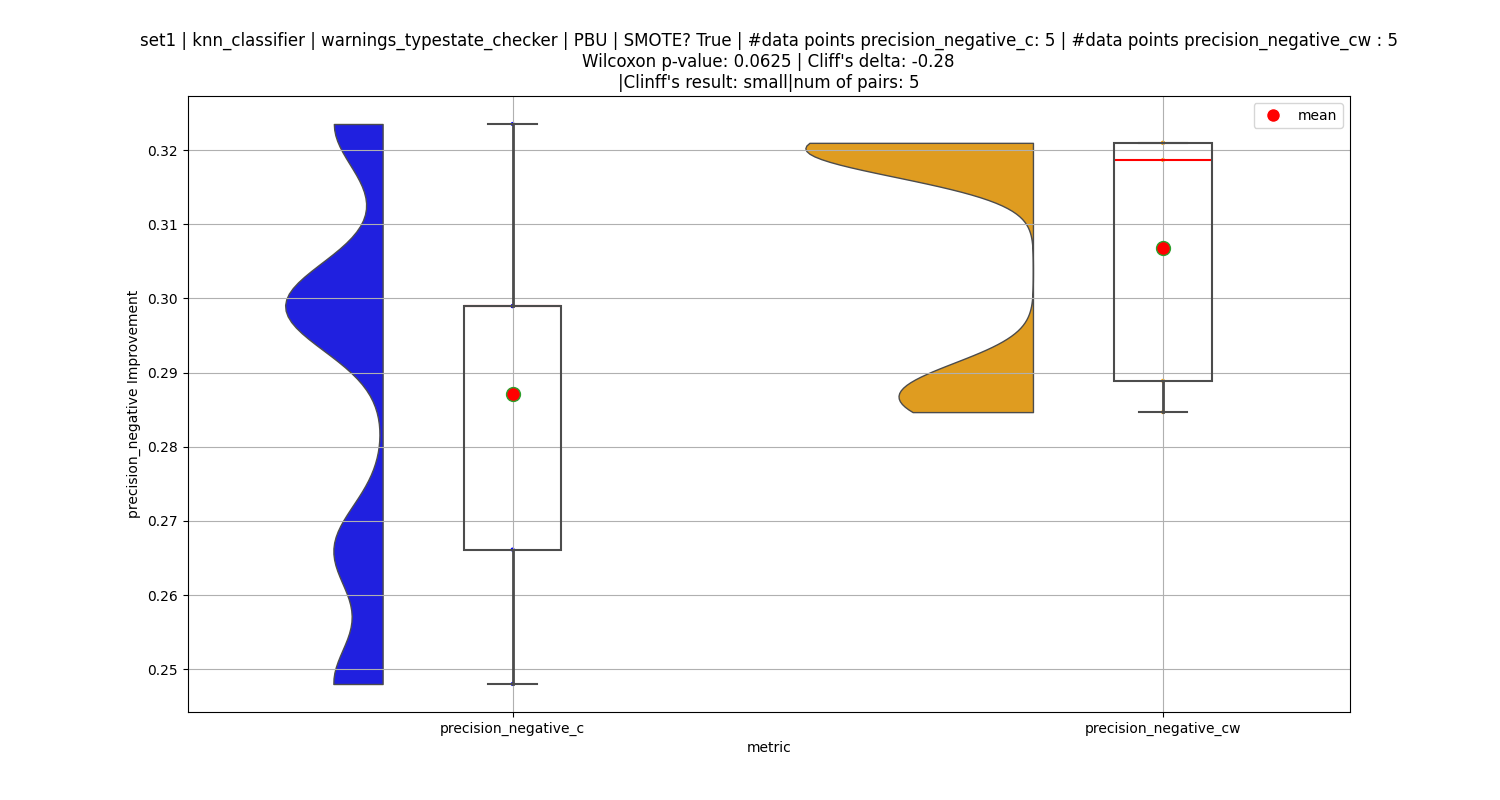 set1 | knn_classifier | warnings_typestate_checker | PBU | SMOTE? True | #data points precision_negative_c: 5 | #data points precision_negative_cw : 5
Wilcoxon p-value: 0.0625 | Cliff's delta: -0.28
|Clinff's result: small|num of pairs: 5
mean
0.32
0.31
0.30
0.29
0.28
0.27
0.26
0.25
precision_negative Improvement
precision_negative_c
precision_negative_cw
metric